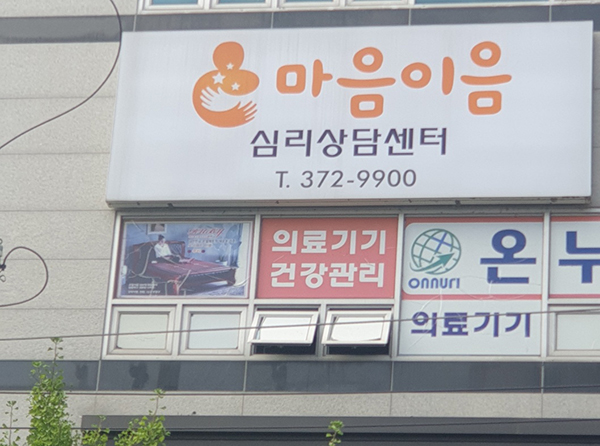 마음이음
심리상담센터
T. 372-9900
의료기기
건강관리
onnuri
온누
의료기기